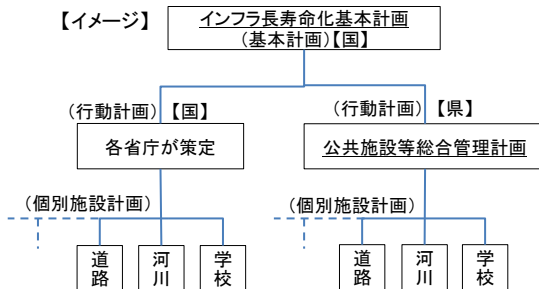 【イメージ】
インフラ長寿命化基本計画
(基本計画)【国】
(行動計画)【国】
(行動計画)【県】
各省庁が策定
公共施設等総合管理計画
(個別施設計画)
(個別施設計画)
道路
河川
学校
道路
河川
学校